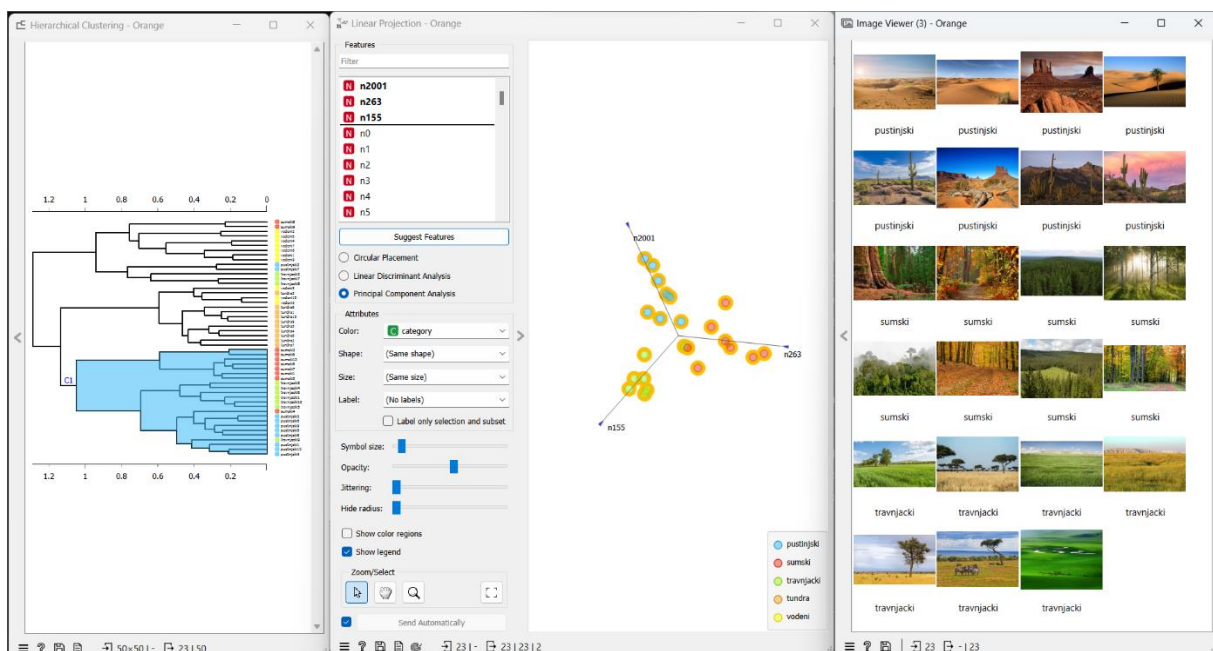 Hierarchical Clustering - Orange
1.2 1 0.8 0.6 0.4 0.2 0
C1
1.2 1 0.8 0.6 0.4 0.2 0
50×50 | - 23 | 50
Linear Projection - Orange
Features
Filter
N n2001
N n263
N n155
N n0
N n1
N n2
N n3
N n4
N n5
Suggest Features
Circular Placement
Linear Discriminant Analysis
Principal Component Analysis
Attributes
Color: C category
Shape: (Same shape)
Size: (Same size)
Label: (No labels)
Label only selection and subset
Symbol size:
Opacity:
Jittering:
Hide radius:
Show color regions
Show legend
Zoom/Select
Send Automatically
23 | - 23 | 23 | 2
n2001
n263
n155
pustinjski
sumski
travnjacki
tundra
vodeni
Image Viewer (3) - Orange
pustinjski pustinjski pustinjski pustinjski
pustinjski pustinjski pustinjski pustinjski
sumski sumski sumski sumski
sumski sumski sumski sumski
travnjacki travnjacki travnjacki travnjacki
travnjacki travnjacki travnjacki
23 - | 23